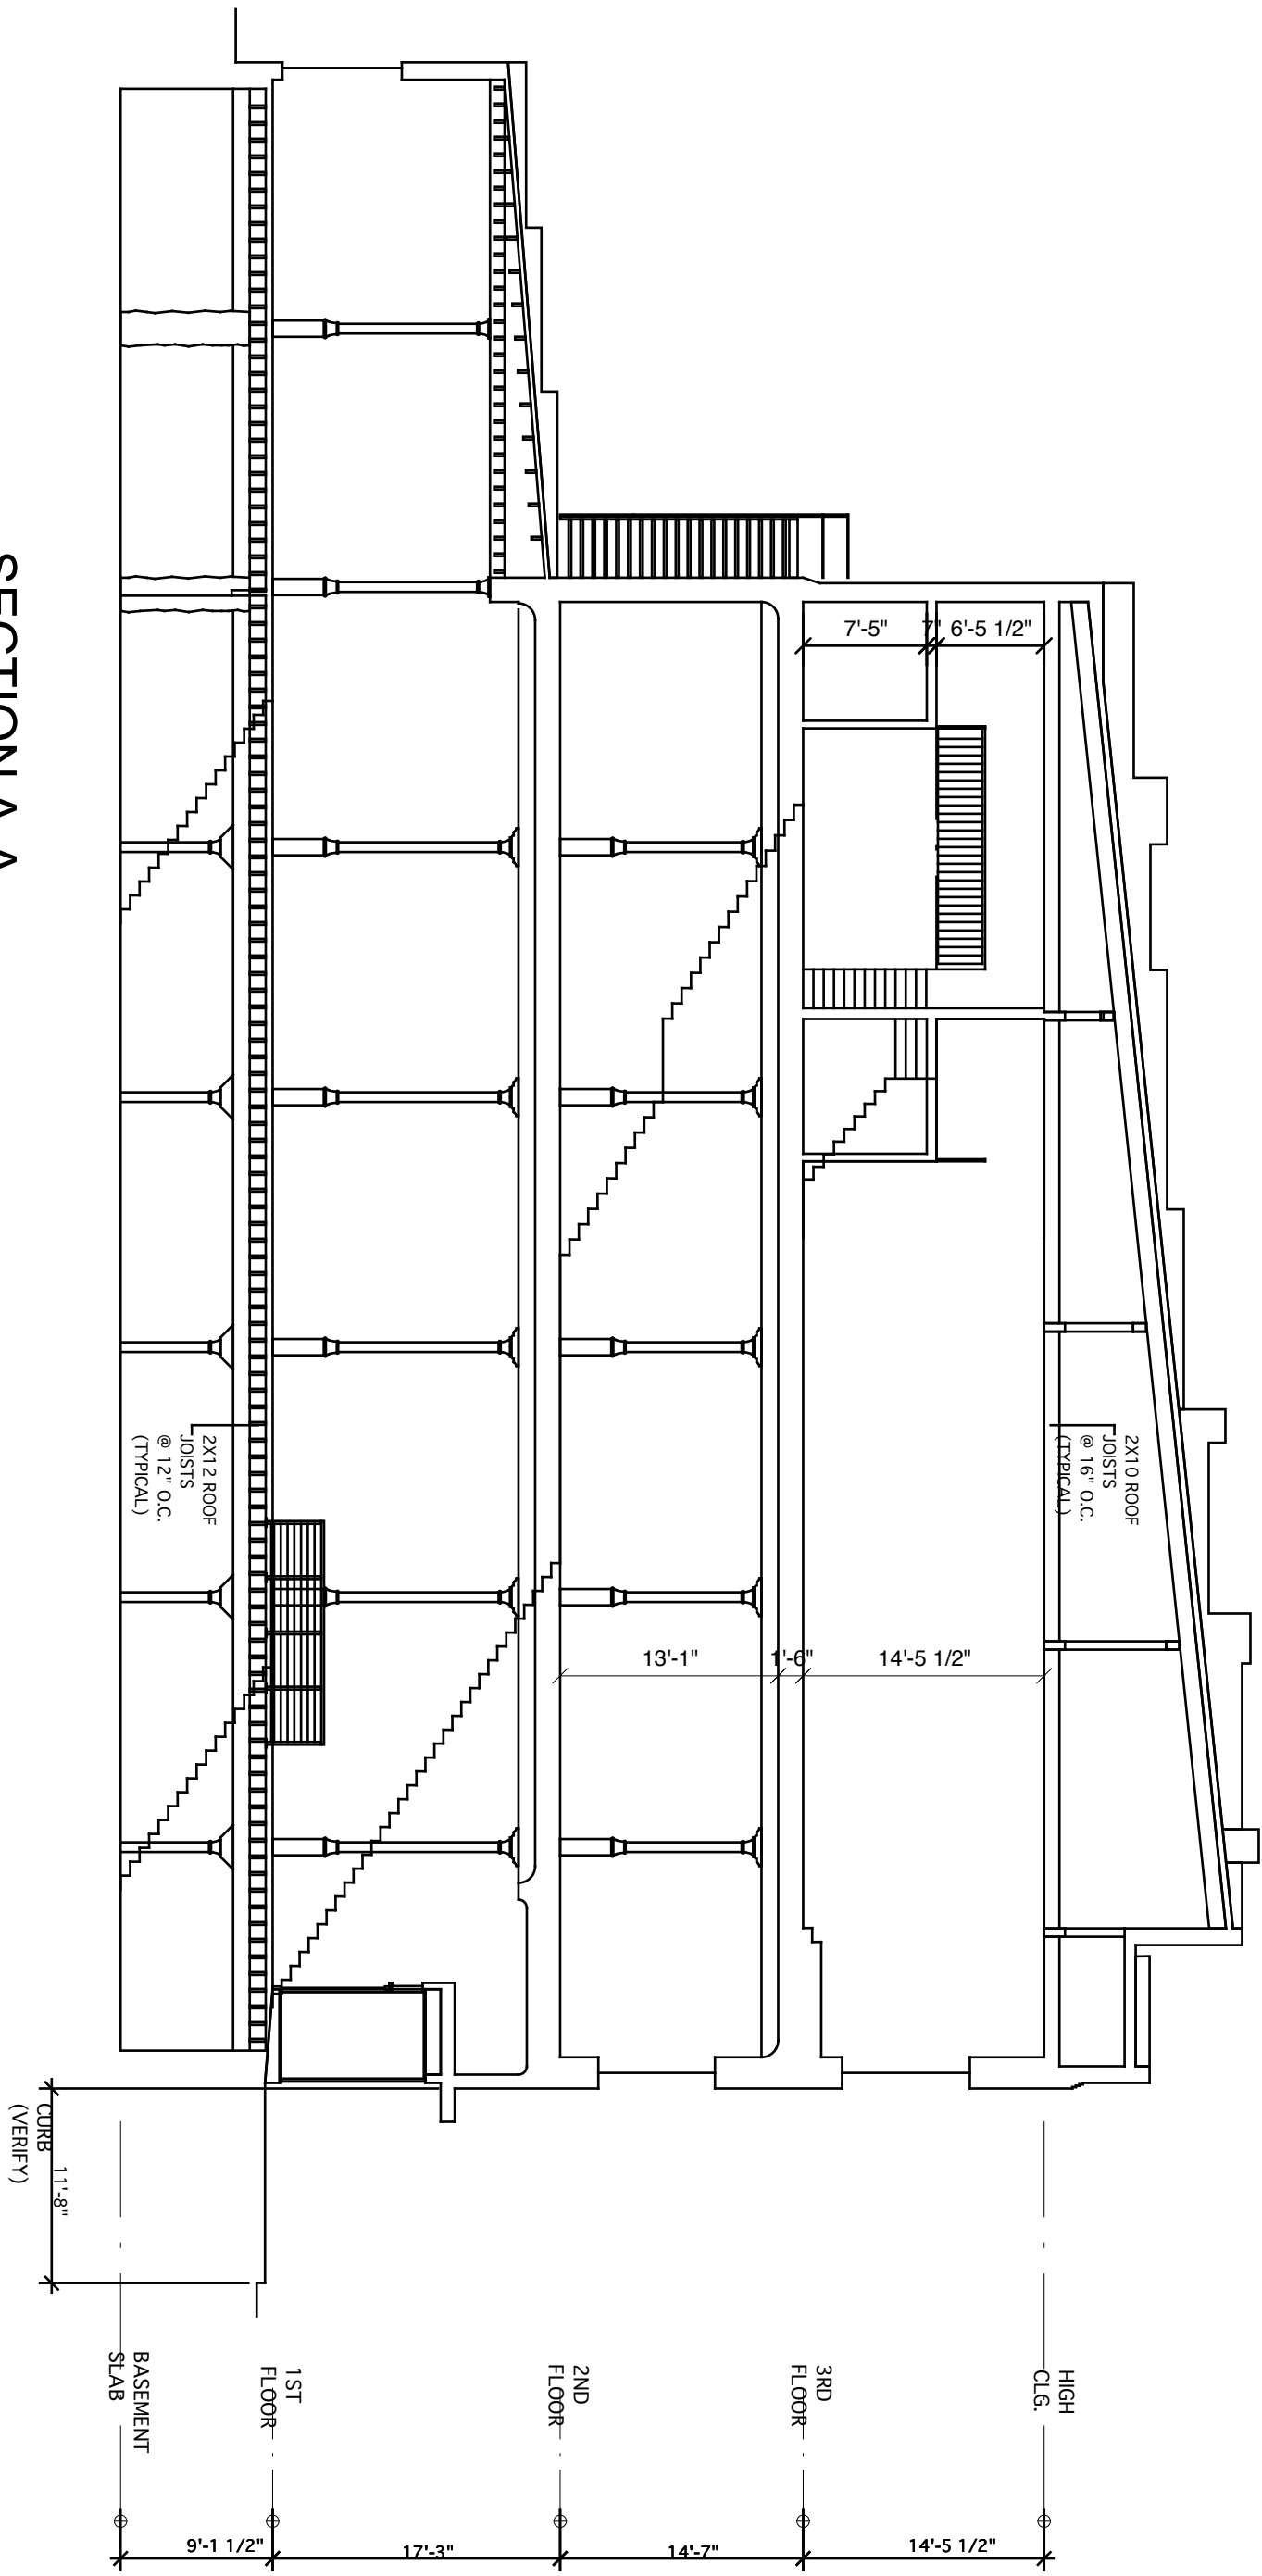 7'-5"
7"
6'-5 1/2"
2X10 ROOF
JOISTS
@ 16" O.C.
(TYPICAL)
2X12 ROOF
JOISTS
@ 12" O.C.
(TYPICAL)
13'-1"
1'-6"
14'-5 1/2"
11'-8"
CURB
(VERIFY)
HIGH
CLG.
3RD
FLOOR
2ND
FLOOR
1ST
FLOOR
BASEMENT
SLAB
9'-1 1/2"
17'-3"
14'-7"
14'-5 1/2"
SECTION A-A